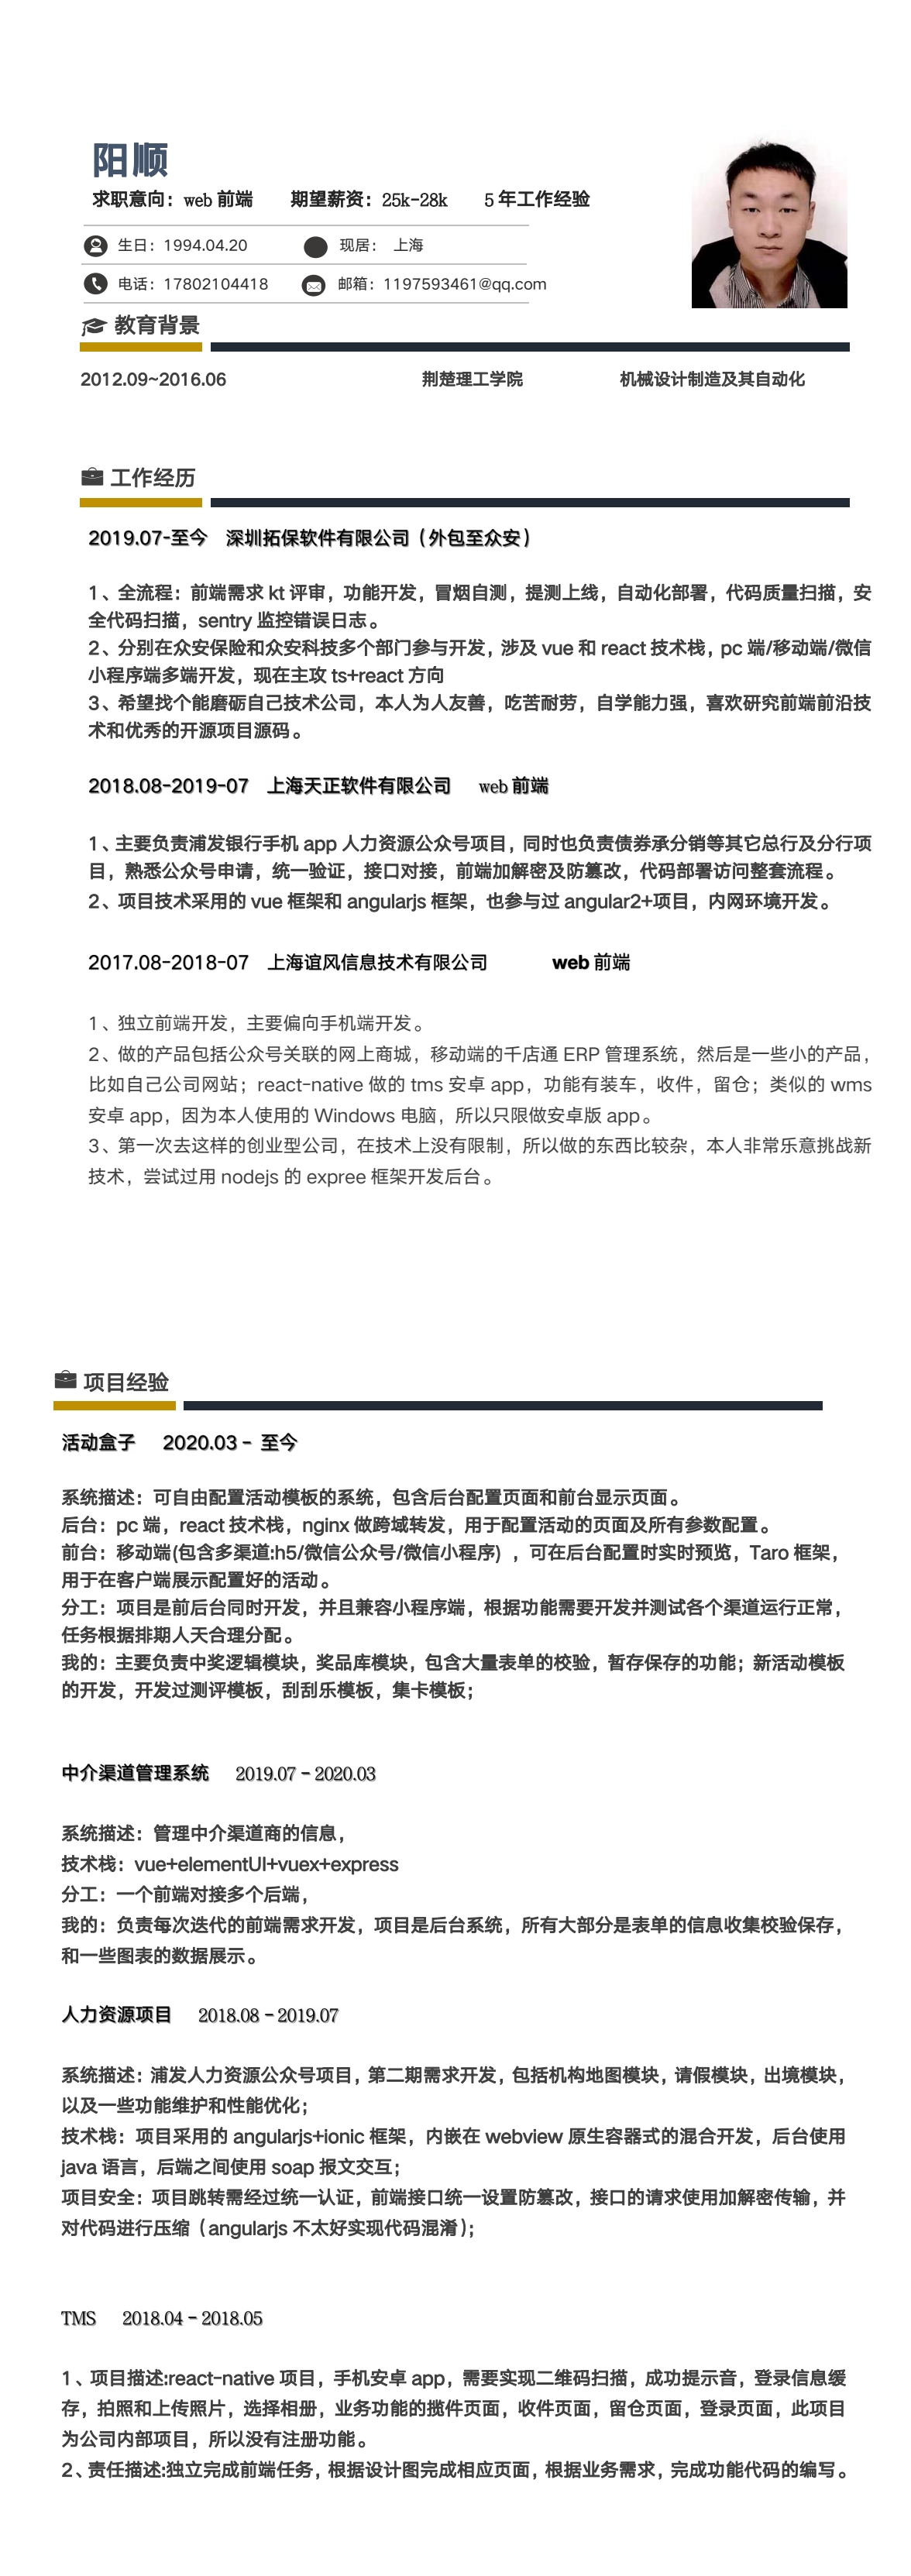 阳顺
求职意向：web 前端 期望薪资：25k-28k 5 年工作经验
生日：1994.04.20 现居： 上海
电话：17802104418 邮箱：1197593461@qq.com
教育背景
2012.09~2016.06 荆楚理工学院 机械设计制造及其自动化
工作经历
2019.07-至今 深圳拓保软件有限公司（外包至众安）
1、全流程：前端需求 kt 评审，功能开发，冒烟自测，提测上线，自动化部署，代码质量扫描，安
全代码扫描，sentry 监控错误日志。
2、分别在众安保险和众安科技多个部门参与开发，涉及 vue 和 react 技术栈，pc 端/移动端/微信
小程序端多端开发，现在主攻 ts+react 方向
3、希望找个能磨砺自己技术公司，本人为人友善，吃苦耐劳，自学能力强，喜欢研究前端前沿技
术和优秀的开源项目源码。
2018.08-2019-07 上海天正软件有限公司 web 前端
1、主要负责浦发银行手机 app 人力资源公众号项目，同时也负责债券承分销等其它总行及分行项
目，熟悉公众号申请，统一验证，接口对接，前端加解密及防篡改，代码部署访问整套流程。
2、项目技术采用的 vue 框架和 angularjs 框架，也参与过 angular2+项目，内网环境开发。
2017.08-2018-07 上海谊风信息技术有限公司 web 前端
1、独立前端开发，主要偏向手机端开发。
2、做的产品包括公众号关联的网上商城，移动端的千店通 ERP 管理系统，然后是一些小的产品，
比如自己公司网站；react-native 做的 tms 安卓 app，功能有装车，收件，留仓；类似的 wms
安卓 app，因为本人使用的 Windows 电脑，所以只限做安卓版 app。
3、第一次去这样的创业型公司，在技术上没有限制，所以做的东西比较杂，本人非常乐意挑战新
技术，尝试过用 nodejs 的 expree 框架开发后台。
项目经验
活动盒子 2020.03 – 至今
系统描述：可自由配置活动模板的系统，包含后台配置页面和前台显示页面。
后台：pc 端，react 技术栈，nginx 做跨域转发，用于配置活动的页面及所有参数配置。
前台：移动端(包含多渠道:h5/微信公众号/微信小程序) ，可在后台配置时实时预览，Taro 框架，
用于在客户端展示配置好的活动。
分工：项目是前后台同时开发，并且兼容小程序端，根据功能需要开发并测试各个渠道运行正常，
任务根据排期人天合理分配。
我的：主要负责中奖逻辑模块，奖品库模块，包含大量表单的校验，暂存保存的功能；新活动模板
的开发，开发过测评模板，刮刮乐模板，集卡模板；
中介渠道管理系统 2019.07 – 2020.03
系统描述：管理中介渠道商的信息，
技术栈：vue+elementUI+vuex+express
分工：一个前端对接多个后端，
我的：负责每次迭代的前端需求开发，项目是后台系统，所有大部分是表单的信息收集校验保存，
和一些图表的数据展示。
人力资源项目 2018.08 – 2019.07
系统描述：浦发人力资源公众号项目，第二期需求开发，包括机构地图模块，请假模块，出境模块，
以及一些功能维护和性能优化；
技术栈：项目采用的 angularjs+ionic 框架，内嵌在 webview 原生容器式的混合开发，后台使用
java 语言，后端之间使用 soap 报文交互；
项目安全：项目跳转需经过统一认证，前端接口统一设置防篡改，接口的请求使用加解密传输，并
对代码进行压缩（angularjs 不太好实现代码混淆）；
TMS 2018.04 – 2018.05
1、项目描述:react-native 项目，手机安卓 app，需要实现二维码扫描，成功提示音，登录信息缓
存，拍照和上传照片，选择相册，业务功能的揽件页面，收件页面，留仓页面，登录页面，此项目
为公司内部项目，所以没有注册功能。
2、责任描述:独立完成前端任务，根据设计图完成相应页面，根据业务需求，完成功能代码的编写。